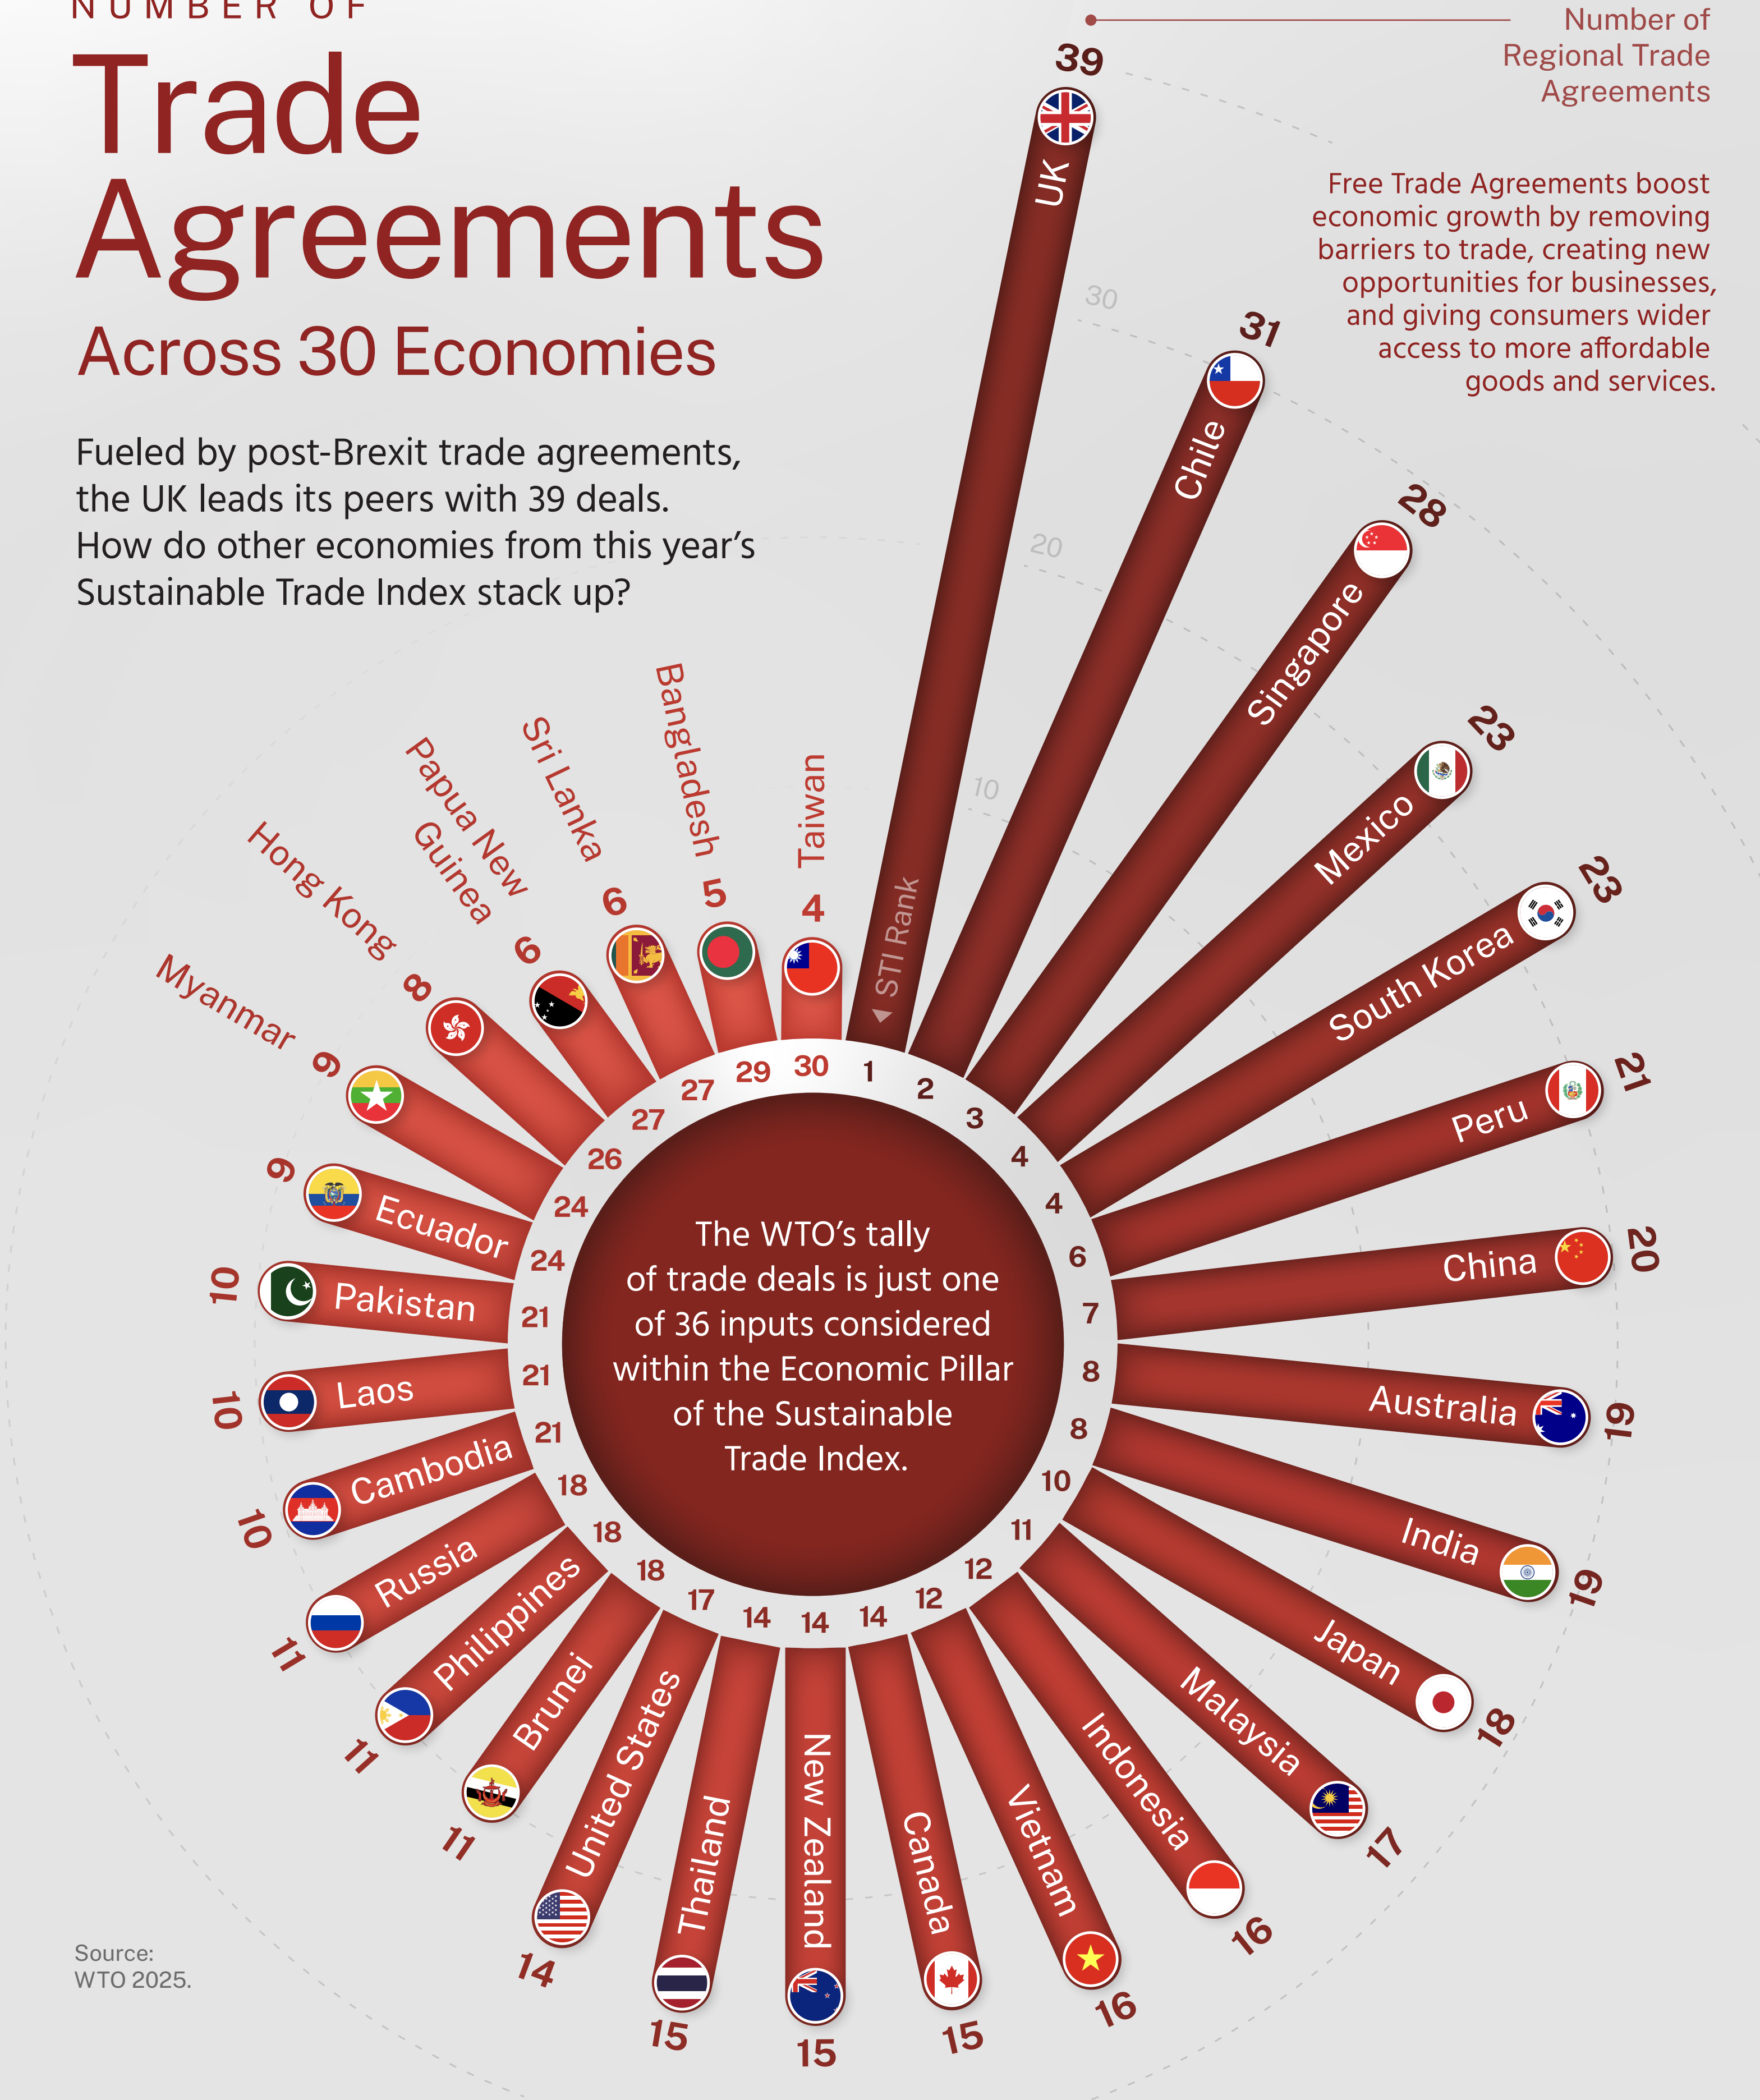 NUMBER OF
Trade
Agreements
Across 30 Economies
Fueled by post-Brexit trade agreements,
the UK leads its peers with 39 deals.
How do other economies from this year's
Sustainable Trade Index stack up?
Number of
Regional Trade
Agreements
Free Trade Agreements boost
economic growth by removing
barriers to trade, creating new
opportunities for businesses,
and giving consumers wider
access to more affordable
goods and services.
30
20
10
◀ STI Rank
39
UK
1
31
Chile
2
28
Singapore
3
23
Mexico
4
23
South Korea
4
21
Peru
6
20
China
7
19
Australia
8
19
India
8
18
Japan
10
17
Malaysia
11
16
Indonesia
12
16
Vietnam
12
15
Canada
14
15
New Zealand
14
15
Thailand
14
14
United States
17
11
Brunei
18
11
Philippines
18
11
Russia
18
10
Cambodia
21
10
Laos
21
10
Pakistan
21
9
Ecuador
24
9
Myanmar
24
8
Hong Kong
26
6
Papua New
Guinea
27
6
Sri Lanka
27
5
Bangladesh
29
4
Taiwan
30
The WTO's tally
of trade deals is just one
of 36 inputs considered
within the Economic Pillar
of the Sustainable
Trade Index.
Source:
WTO 2025.